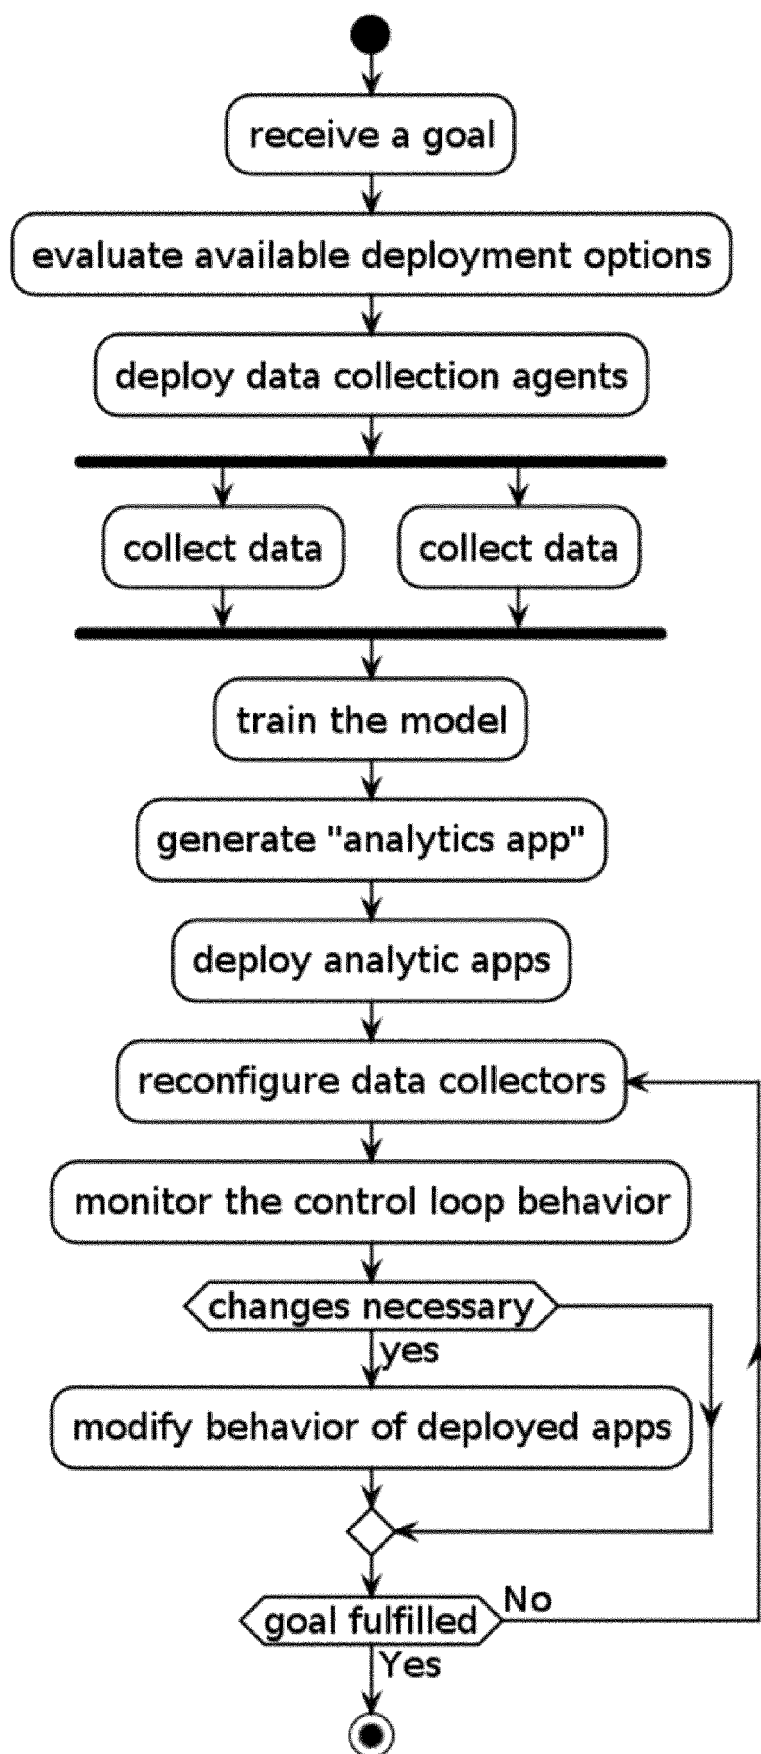 receive a goal
evaluate available deployment options
deploy data collection agents
collect data
collect data
train the model
generate "analytics app"
deploy analytic apps
reconfigure data collectors
monitor the control loop behavior
changes necessary
yes
modify behavior of deployed apps
goal fulfilled
No
Yes